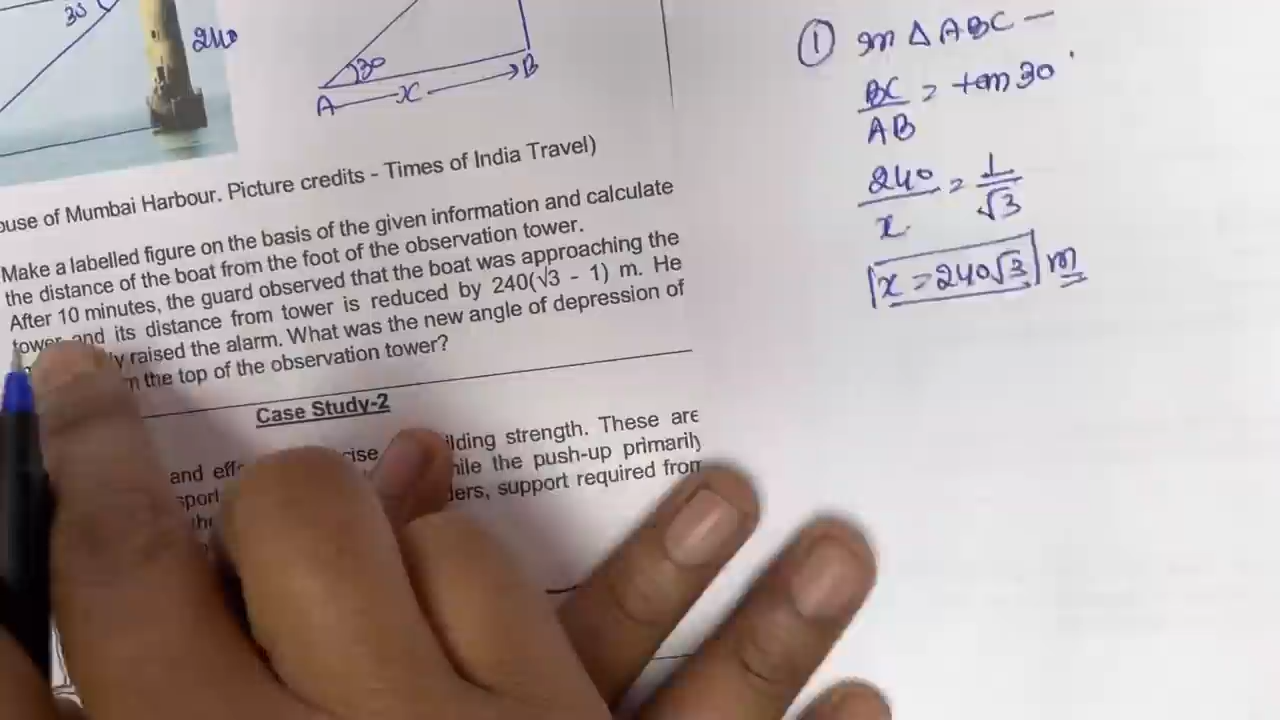 30
240
30
A x B
ouse of Mumbai Harbour. Picture credits - Times of India Travel)
Make a labelled figure on the basis of the given information and calculate
the distance of the boat from the foot of the observation tower.
After 10 minutes, the guard observed that the boat was approaching the
tower and its distance from tower is reduced by 240(√3 - 1) m. He
y raised the alarm. What was the new angle of depression of
m the top of the observation tower?
Case Study-2
and eff cise ilding strength. These are
sport hile the push-up primarily
the ders, support required from
① In △ ABC —
BC/AB = tan 30°
240/x = 1/√3
x = 240√3 m